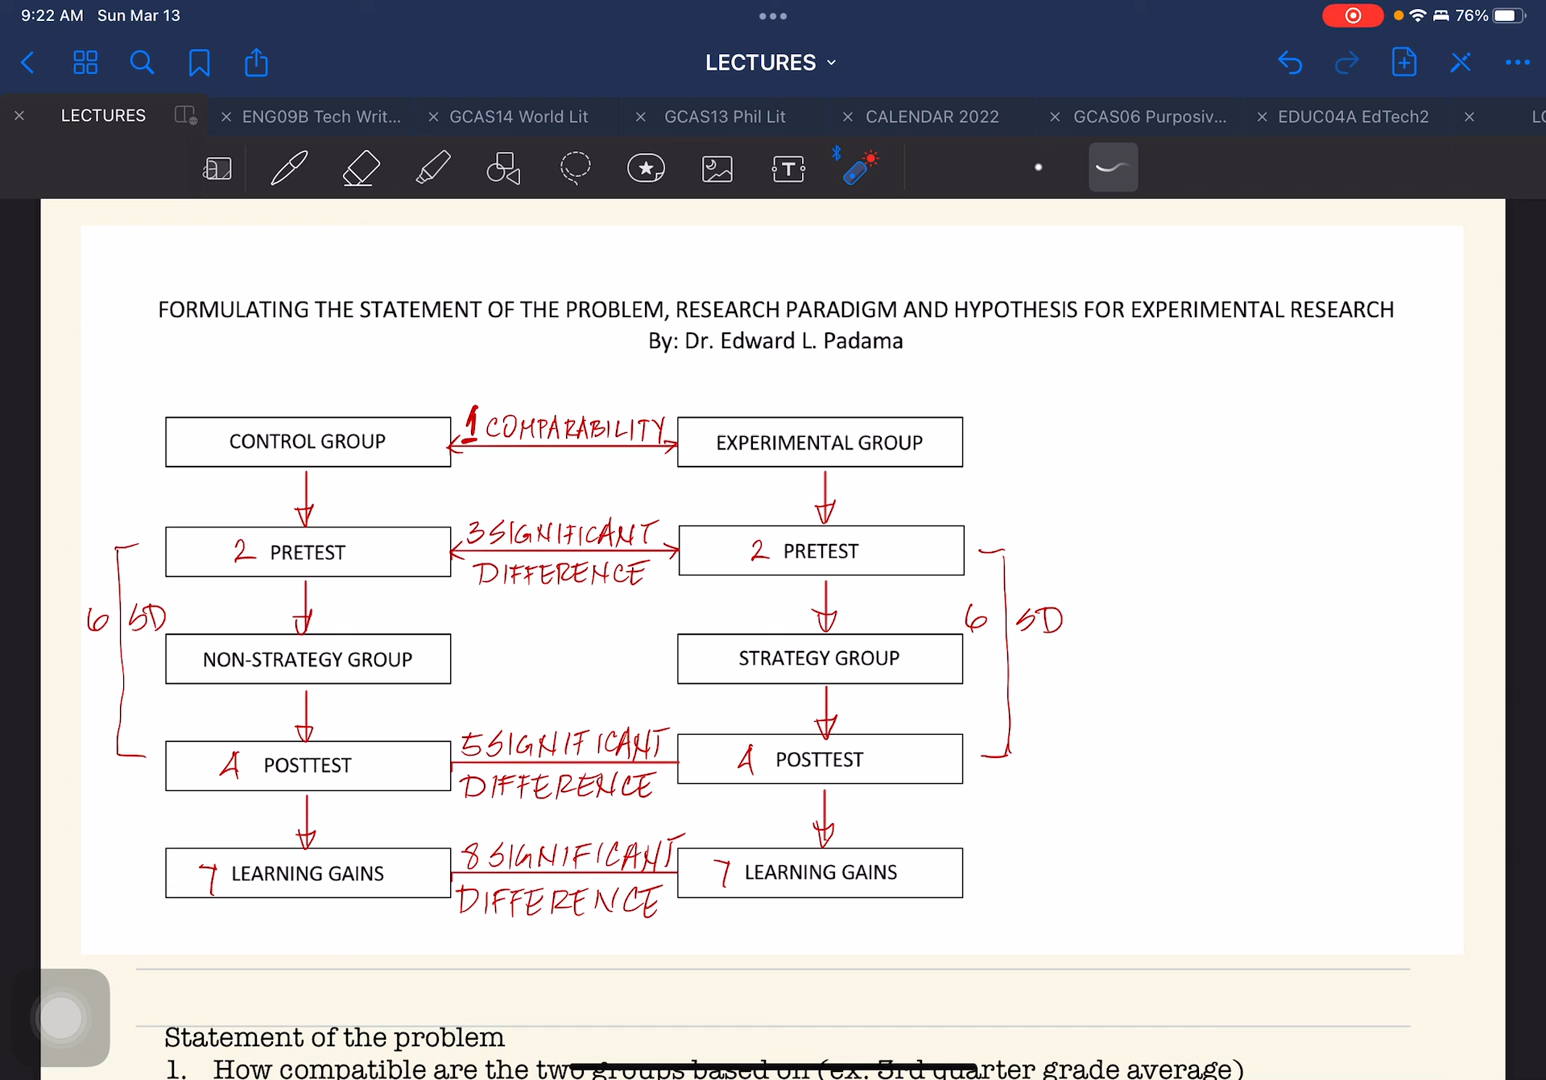 9:22 AM Sun Mar 13
76%
LECTURES
LECTURES
ENG09B Tech Writ...
GCAS14 World Lit
GCAS13 Phil Lit
CALENDAR 2022
GCAS06 Purposiv...
EDUC04A EdTech2
LO
T
FORMULATING THE STATEMENT OF THE PROBLEM, RESEARCH PARADIGM AND HYPOTHESIS FOR EXPERIMENTAL RESEARCH
By: Dr. Edward L. Padama
CONTROL GROUP
1 COMPARABILITY
EXPERIMENTAL GROUP
2 PRETEST
3 SIGNIFICANT
DIFFERENCE
2 PRETEST
6 SD
NON-STRATEGY GROUP
STRATEGY GROUP
6 SD
4 POSTTEST
5 SIGNIFICANT
DIFFERENCE
4 POSTTEST
7 LEARNING GAINS
8 SIGNIFICANT
DIFFERENCE
7 LEARNING GAINS
Statement of the problem
1. How compatible are the two groups based on (ex. 3rd quarter grade average)